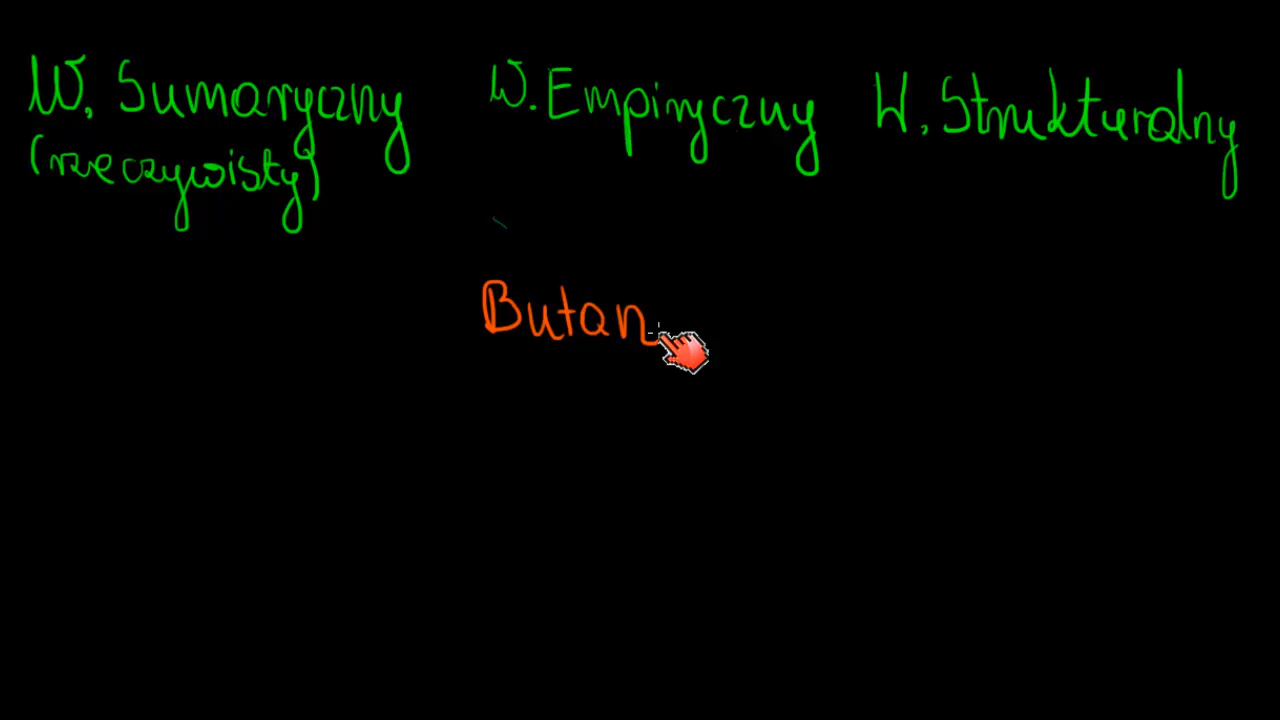 W. Sumaryczny
(rzeczywisty)
W. Empiryczny
W. Strukturalny
Butan